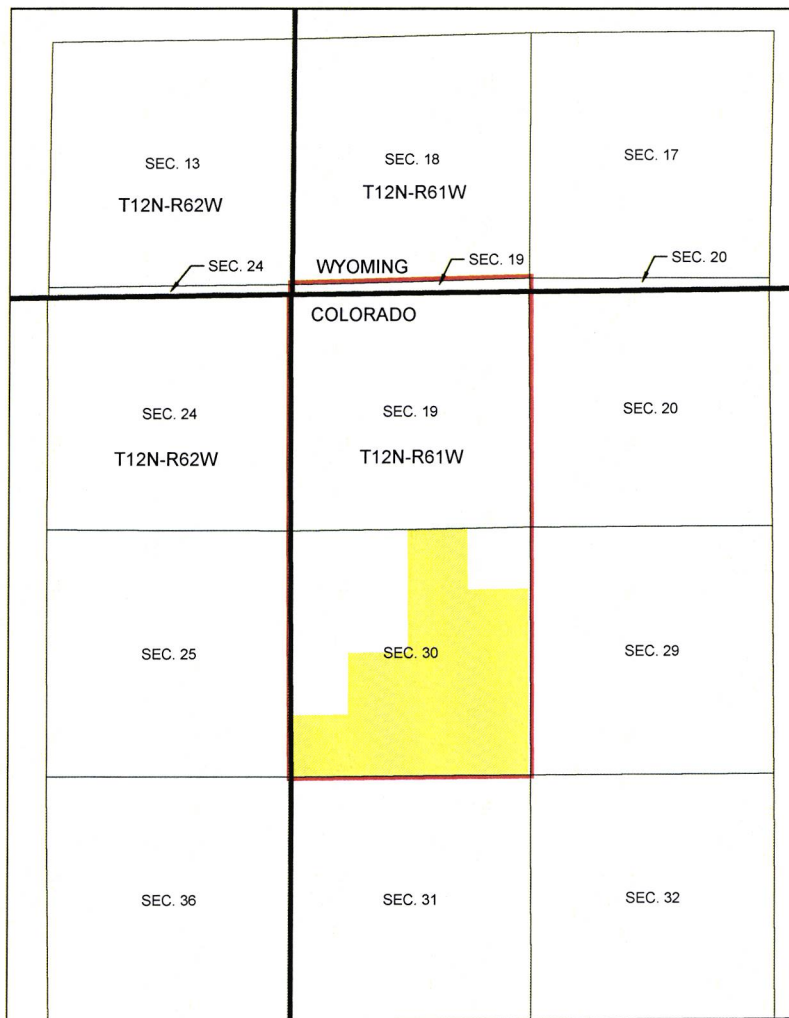 SEC. 13
SEC. 18
SEC. 17
T12N-R62W
T12N-R61W
SEC. 24
WYOMING
SEC. 19
SEC. 20
COLORADO
SEC. 24
SEC. 19
SEC. 20
T12N-R62W
T12N-R61W
SEC. 25
SEC. 30
SEC. 29
SEC. 36
SEC. 31
SEC. 32